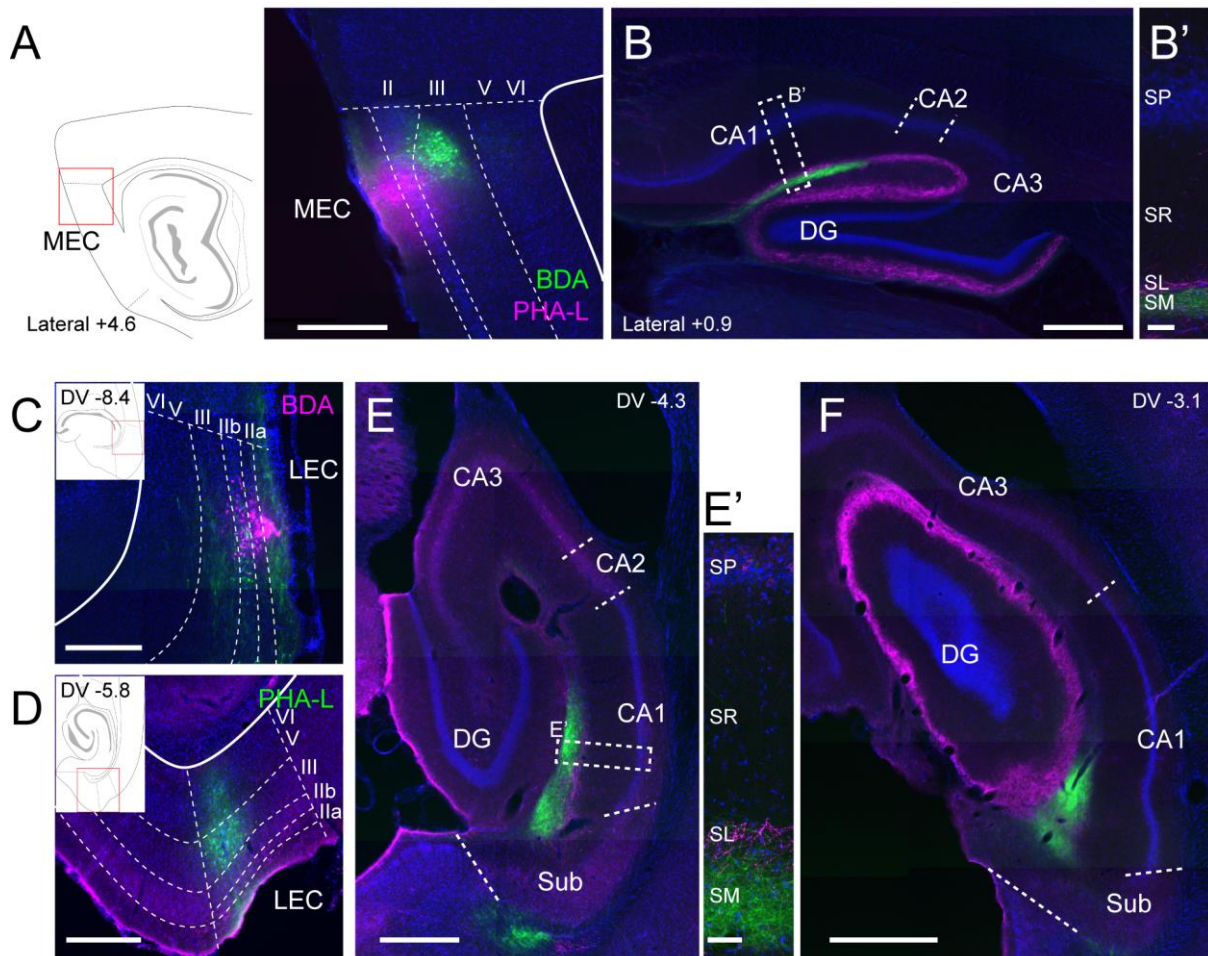 A
MEC
Lateral +4.6
II
III
V
VI
MEC
BDA
PHA-L
B
B'
CA2
CA1
CA3
DG
Lateral +0.9
B'
SP
SR
SL
SM
C
DV -8.4
VI
V
III
IIb
IIa
BDA
LEC
D
DV -5.8
PHA-L
VI
V
III
IIb
IIa
LEC
E
DV -4.3
CA3
CA2
E'
CA1
DG
Sub
E'
SP
SR
SL
SM
F
DV -3.1
CA3
DG
CA1
Sub